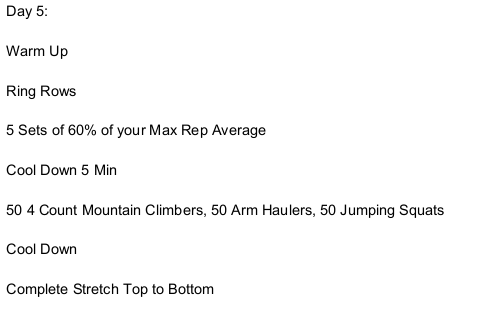 Day 5:
Warm Up
Ring Rows
5 Sets of 60% of your Max Rep Average
Cool Down 5 Min
50 4 Count Mountain Climbers, 50 Arm Haulers, 50 Jumping Squats
Cool Down
Complete Stretch Top to Bottom